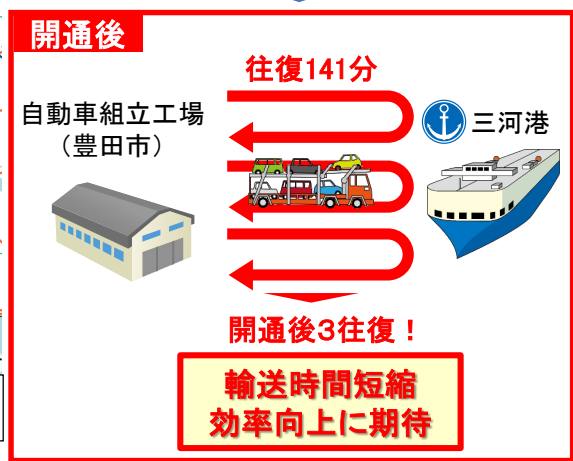 開通後
往復141分
自動車組立工場
（豊田市）
三河港
開通後３往復！
輸送時間短縮
効率向上に期待